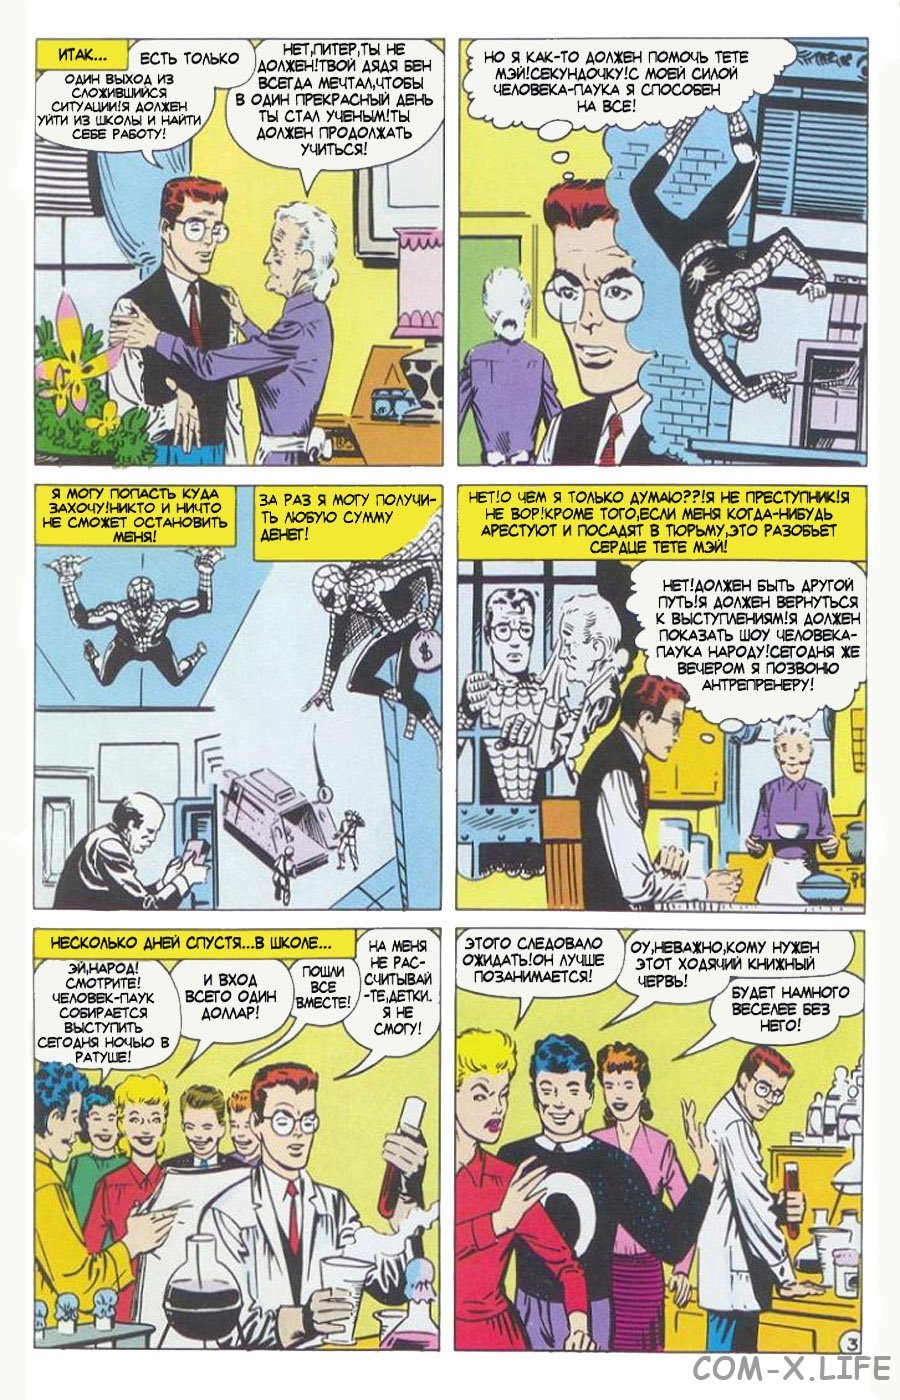 ИТАК...
ЕСТЬ ТОЛЬКО
ОДИН ВЫХОД ИЗ
СЛОЖИВШИЙСЯ
СИТУАЦИИ!Я ДОЛЖЕН
УЙТИ ИЗ ШКОЛЫ И НАЙТИ
СЕБЕ РАБОТУ!
НЕТ,ПИТЕР,ТЫ НЕ
ДОЛЖЕН!ТВОЙ ДЯДЯ БЕН
ВСЕГДА МЕЧТАЛ,ЧТОБЫ
В ОДИН ПРЕКРАСНЫЙ ДЕНЬ
ТЫ СТАЛ УЧЕНЫМ!ТЫ
ДОЛЖЕН ПРОДОЛЖАТЬ
УЧИТЬСЯ!
НО Я КАК-ТО ДОЛЖЕН ПОМОЧЬ ТЕТЕ
МЭЙ!СЕКУНДОЧКУ!С МОЕЙ СИЛОЙ
ЧЕЛОВЕКА-ПАУКА Я СПОСОБЕН
НА ВСЕ!
Я МОГУ ПОПАСТЬ КУДА
ЗАХОЧУ!НИКТО И НИЧТО
НЕ СМОЖЕТ ОСТАНОВИТЬ
МЕНЯ!
ЗА РАЗ Я МОГУ ПОЛУЧИ-
ТЬ ЛЮБУЮ СУММУ
ДЕНЕГ!
$
НЕТ!О ЧЕМ Я ТОЛЬКО ДУМАЮ??!Я НЕ ПРЕСТУПНИК!Я
НЕ ВОР!КРОМЕ ТОГО,ЕСЛИ МЕНЯ КОГДА-НИБУДЬ
АРЕСТУЮТ И ПОСАДЯТ В ТЮРЬМУ,ЭТО РАЗОБЬЕТ
СЕРДЦЕ ТЕТЕ МЭЙ!
НЕТ!ДОЛЖЕН БЫТЬ ДРУГОЙ
ПУТЬ!Я ДОЛЖЕН ВЕРНУТЬСЯ
К ВЫСТУПЛЕНИЯМ!Я ДОЛЖЕН
ПОКАЗАТЬ ШОУ ЧЕЛОВЕКА-
ПАУКА НАРОДУ!СЕГОДНЯ ЖЕ
ВЕЧЕРОМ Я ПОЗВОНЮ
АНТРЕПРЕНЕРУ!
НЕСКОЛЬКО ДНЕЙ СПУСТЯ...В ШКОЛЕ...
ЭЙ,НАРОД!
СМОТРИТЕ!
ЧЕЛОВЕК-ПАУК
СОБИРАЕТСЯ
ВЫСТУПИТЬ
СЕГОДНЯ НОЧЬЮ В
РАТУШЕ!
И ВХОД
ВСЕГО ОДИН
ДОЛЛАР!
ПОШЛИ
ВСЕ
ВМЕСТЕ!
НА МЕНЯ
НЕ РАС-
СЧИТЫВАЙ-
ТЕ,ДЕТКИ.
Я НЕ
СМОГУ!
ЭТОГО СЛЕДОВАЛО
ОЖИДАТЬ!ОН ЛУЧШЕ
ПОЗАНИМАЕТСЯ!
ОУ,НЕВАЖНО,КОМУ НУЖЕН
ЭТОТ ХОДЯЧИЙ КНИЖНЫЙ
ЧЕРВЬ!
БУДЕТ НАМНОГО
ВЕСЕЛЕЕ БЕЗ
НЕГО!
3
COM-X.LIFE